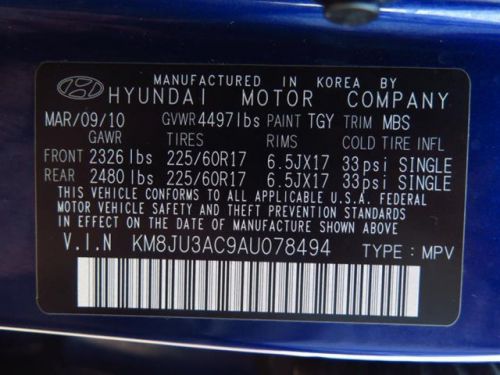 MANUFACTURED IN KOREA BY
HYUNDAI MOTOR COMPANY
MAR/09/10 GVWR 4497 lbs PAINT TGY TRIM MBS
GAWR TIRES RIMS COLD TIRE INFL
FRONT 2326 lbs 225/60R17 6.5JX17 33psi SINGLE
REAR 2480 lbs 225/60R17 6.5JX17 33psi SINGLE
THIS VEHICLE CONFORMS TO ALL APPLICABLE U.S.A. FEDERAL
MOTOR VEHICLE SAFETY AND THEFT PREVENTION STANDARDS
IN EFFECT ON THE DATE OF MANUFACTURE SHOWN ABOVE.
V.I.N KM8JU3AC9AU078494 TYPE : MPV